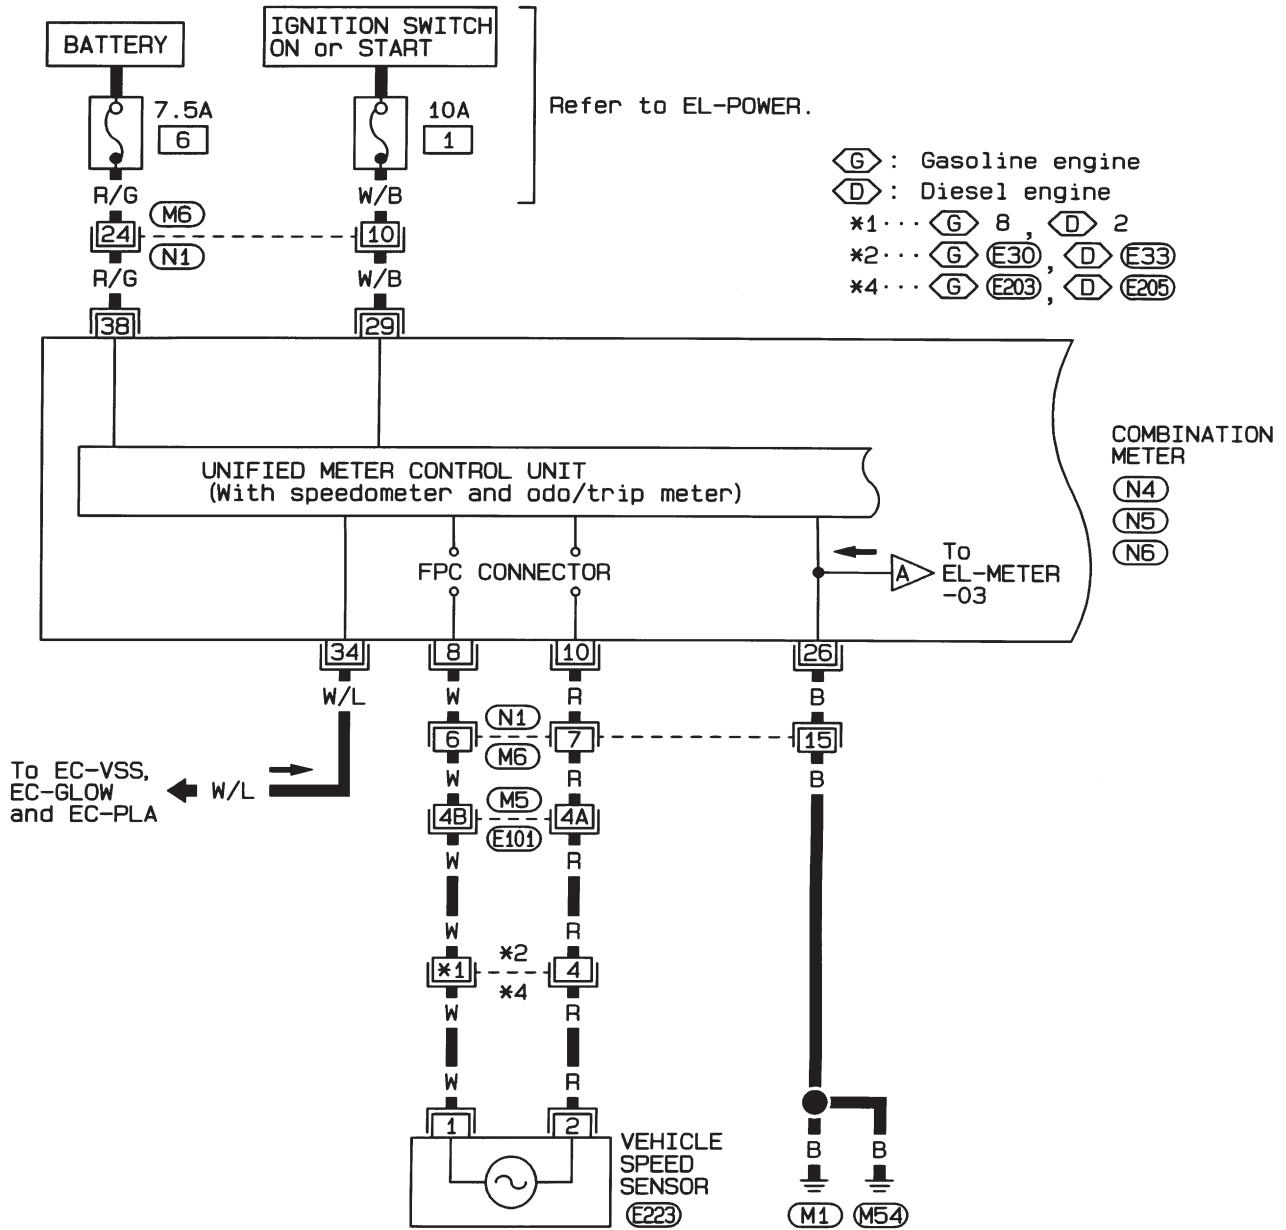 BATTERY
IGNITION SWITCH
ON or START
7.5A
6
10A
1
Refer to EL-POWER.
R/G
W/B
G : Gasoline engine
D : Diesel engine
*1··· G 8 , D 2
*2··· G E30 , D E33
*4··· G E203 , D E205
24
M6
N1
10
R/G
W/B
38
29
UNIFIED METER CONTROL UNIT
(With speedometer and odo/trip meter)
COMBINATION
METER
N4
N5
N6
FPC CONNECTOR
A
To
EL-METER
-03
34
8
10
26
W/L
W
R
B
6
N1
M6
7
15
W
R
B
To EC-VSS,
EC-GLOW
and EC-PLA
W/L
4B
M5
E101
4A
W
R
W
R
*1
*2
*4
4
W
R
W
R
1
2
VEHICLE
SPEED
SENSOR
E223
B
B
M1
M54